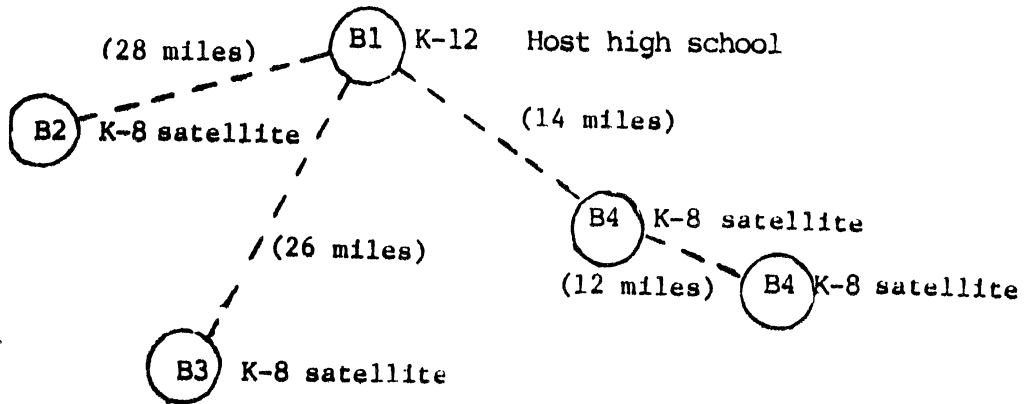 B1 K-12 Host high school
(28 miles)
B2 K-8 satellite
(14 miles)
B4 K-8 satellite
(26 miles)
(12 miles) B4 K-8 satellite
B3 K-8 satellite